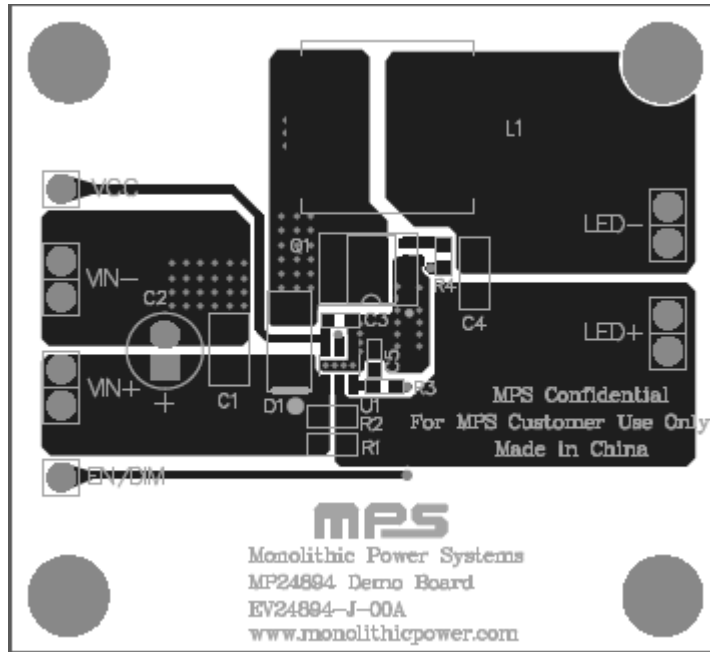 L1
VCC
LED-
Q1
VIN-
C2
R4
C3
C4
LED+
C5
VIN+
C1
D1
R3
U1
R2
R1
MPS Confidential
For MPS Customer Use Only
Made in China
EN/DIM
mps
Monolithic Power Systems
MP24894 Demo Board
EV24894-J-00A
www.monolithicpower.com